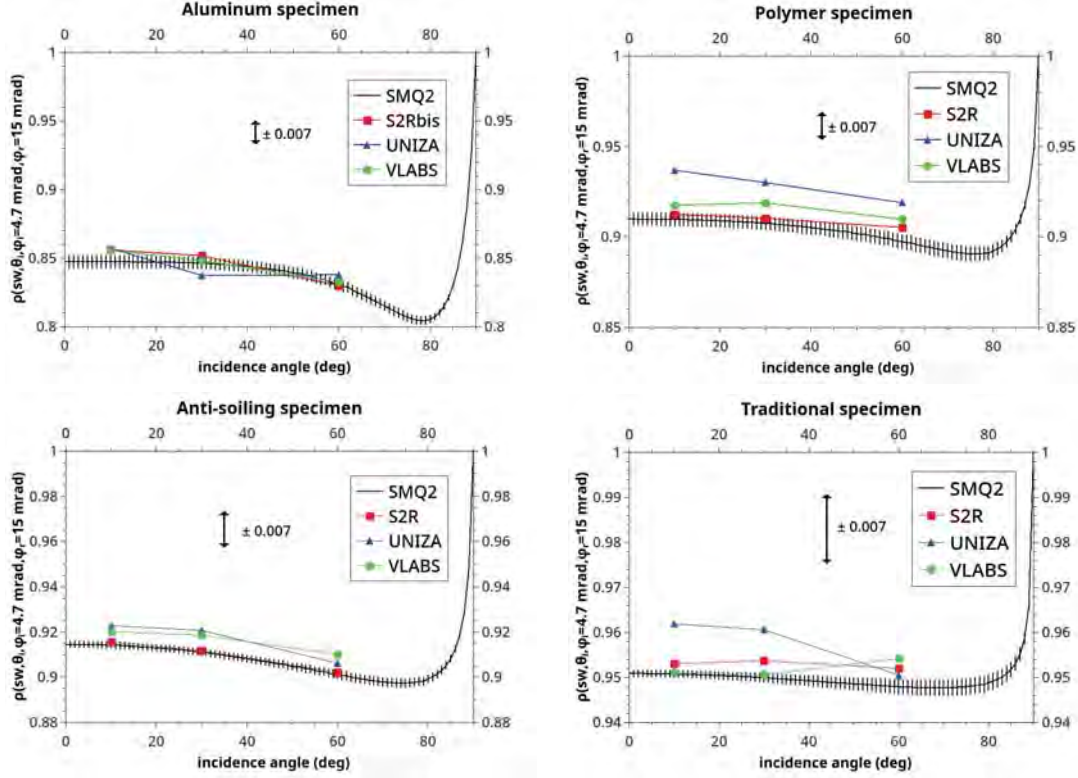 Aluminum specimen
0 20 40 60 80
1 1
0.95 0.95
0.9 0.9
0.85 0.85
0.8 0.8
ρ(sw,θᵢ,φᵢ=4.7 mrad,φᵣ=15 mrad)
SMQ2
S2Rbis
UNIZA
VLABS
± 0.007
0 20 40 60 80
incidence angle (deg)
Polymer specimen
0 20 40 60 80
1 1
0.95 0.95
0.9 0.9
0.85 0.85
ρ(sw,θᵢ,φᵢ=4.7 mrad,φᵣ=15 mrad)
SMQ2
S2R
UNIZA
VLABS
± 0.007
0 20 40 60 80
incidence angle (deg)
Anti-soiling specimen
0 20 40 60 80
1 1
0.98 0.98
0.96 0.96
0.94 0.94
0.92 0.92
0.9 0.9
0.88 0.88
ρ(sw,θᵢ,φᵢ=4.7 mrad,φᵣ=15 mrad)
SMQ2
S2R
UNIZA
VLABS
± 0.007
0 20 40 60 80
incidence angle (deg)
Traditional specimen
0 20 40 60 80
1 1
0.99 0.99
0.98 0.98
0.97 0.97
0.96 0.96
0.95 0.95
0.94 0.94
ρ(sw,θᵢ,φᵢ=4.7 mrad,φᵣ=15 mrad)
SMQ2
S2R
UNIZA
VLABS
± 0.007
0 20 40 60 80
incidence angle (deg)